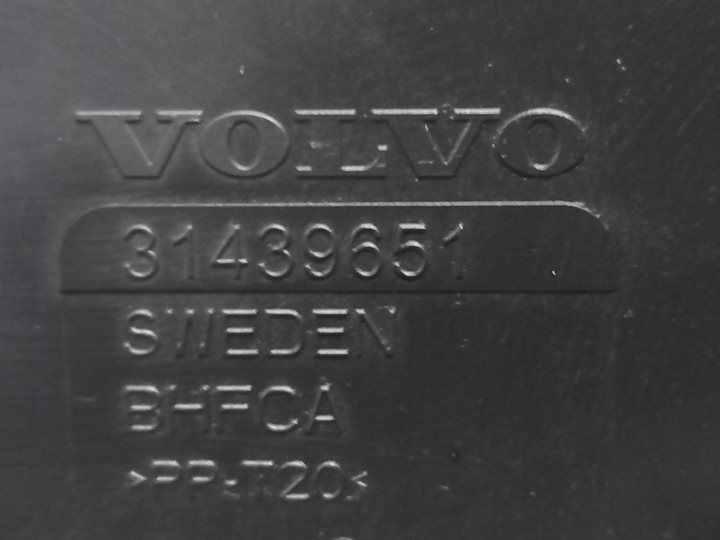 VOLVO
31439651
SWEDEN
BHFCA
>PP-T20<